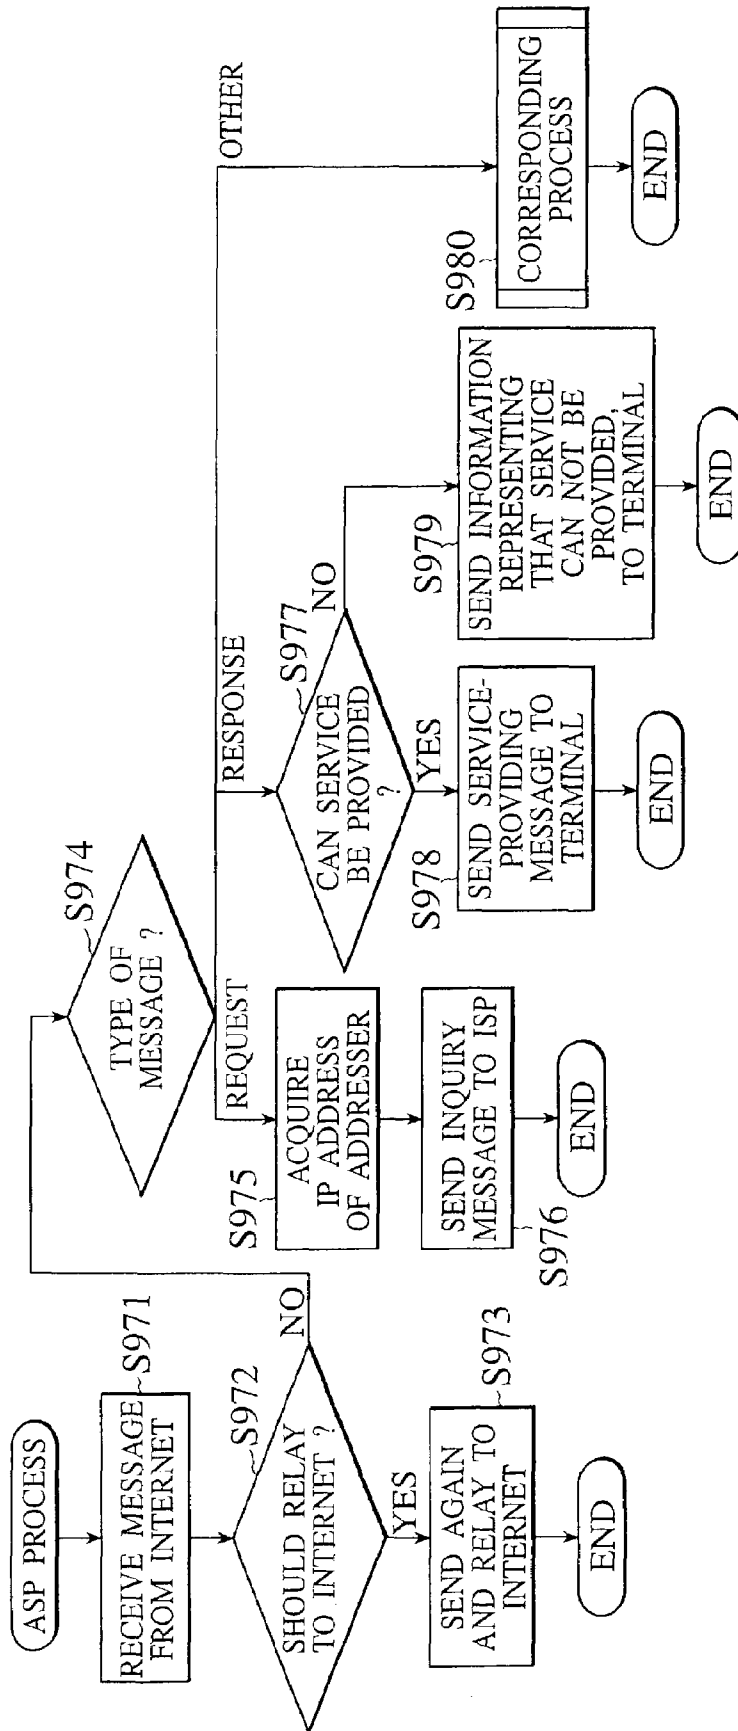 ASP PROCESS
S971
RECEIVE MESSAGE
FROM INTERNET
S972
SHOULD RELAY
TO INTERNET ?
NO
YES
S973
SEND AGAIN
AND RELAY TO
INTERNET
END
S974
TYPE OF
MESSAGE ?
REQUEST
RESPONSE
OTHER
S975
ACQUIRE
IP ADDRESS
OF ADDRESSER
SEND INQUIRY
MESSAGE TO ISP
S976
END
S977
CAN SERVICE
BE PROVIDED
?
NO
YES
S978
SEND SERVICE-
PROVIDING
MESSAGE TO
TERMINAL
END
S979
SEND INFORMATION
REPRESENTING
THAT SERVICE
CAN NOT BE
PROVIDED,
TO TERMINAL
END
S980
CORRESPONDING
PROCESS
END